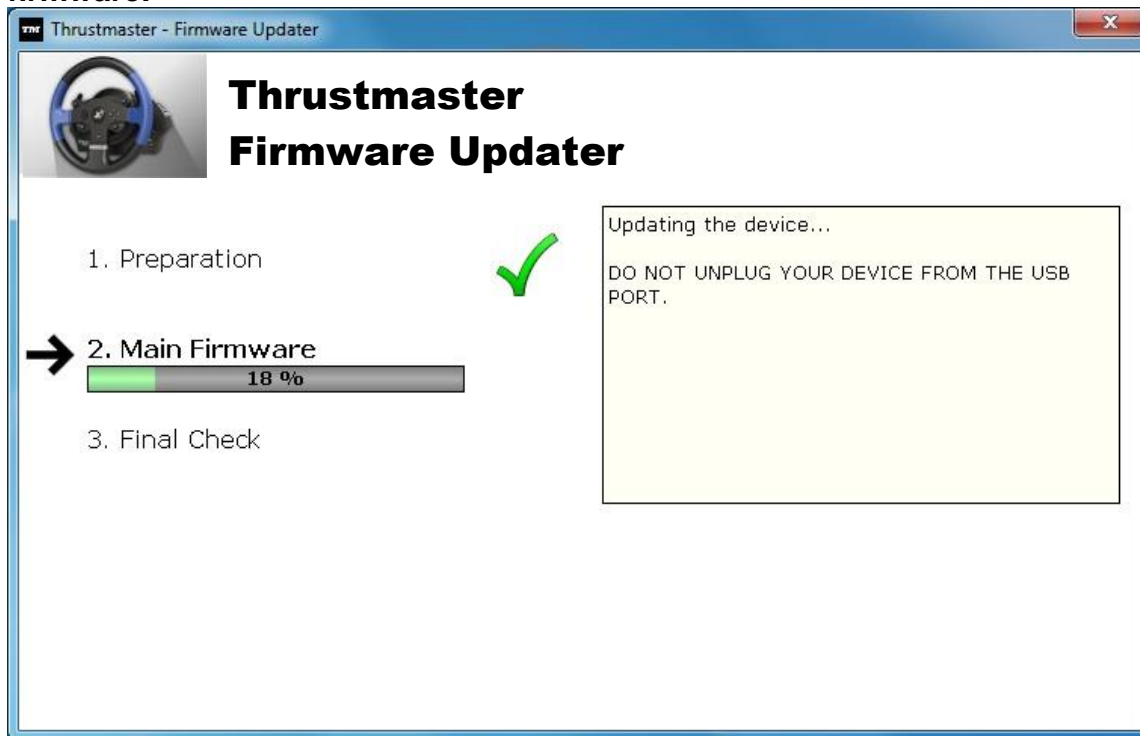 Thrustmaster - Firmware Updater
Thrustmaster
Firmware Updater
1. Preparation
2. Main Firmware
18 %
3. Final Check
Updating the device...
DO NOT UNPLUG YOUR DEVICE FROM THE USB
PORT.